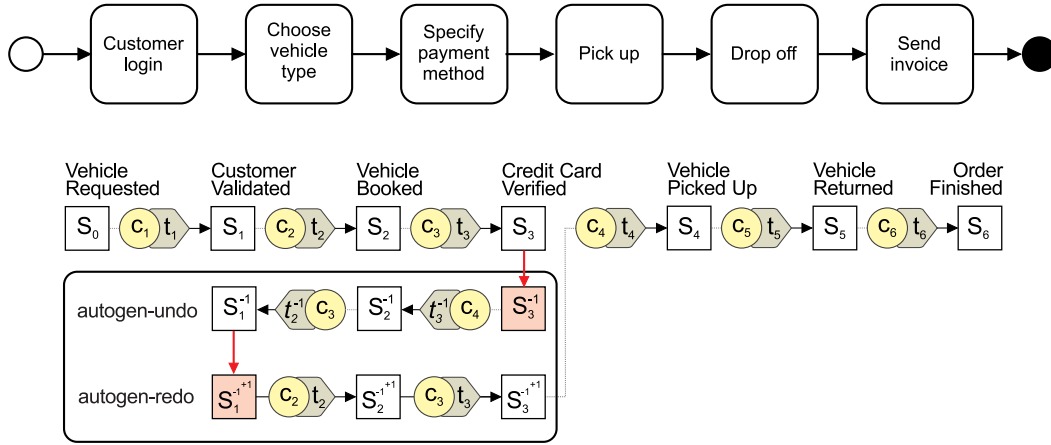 Customer
login
Choose
vehicle
type
Specify
payment
method
Pick up
Drop off
Send
invoice
Vehicle
Requested
Customer
Validated
Vehicle
Booked
Credit Card
Verified
Vehicle
Picked Up
Vehicle
Returned
Order
Finished
S₀ c₁ t₁ S₁ c₂ t₂ S₂ c₃ t₃ S₃ c₄ t₄ S₄ c₅ t₅ S₅ c₆ t₆ S₆
autogen-undo S₁⁻¹ t₂⁻¹ c₃ S₂⁻¹ t₃⁻¹ c₄ S₃⁻¹
autogen-redo S₁⁻¹⁺¹ c₂ t₂ S₂⁻¹⁺¹ c₃ t₃ S₃⁻¹⁺¹